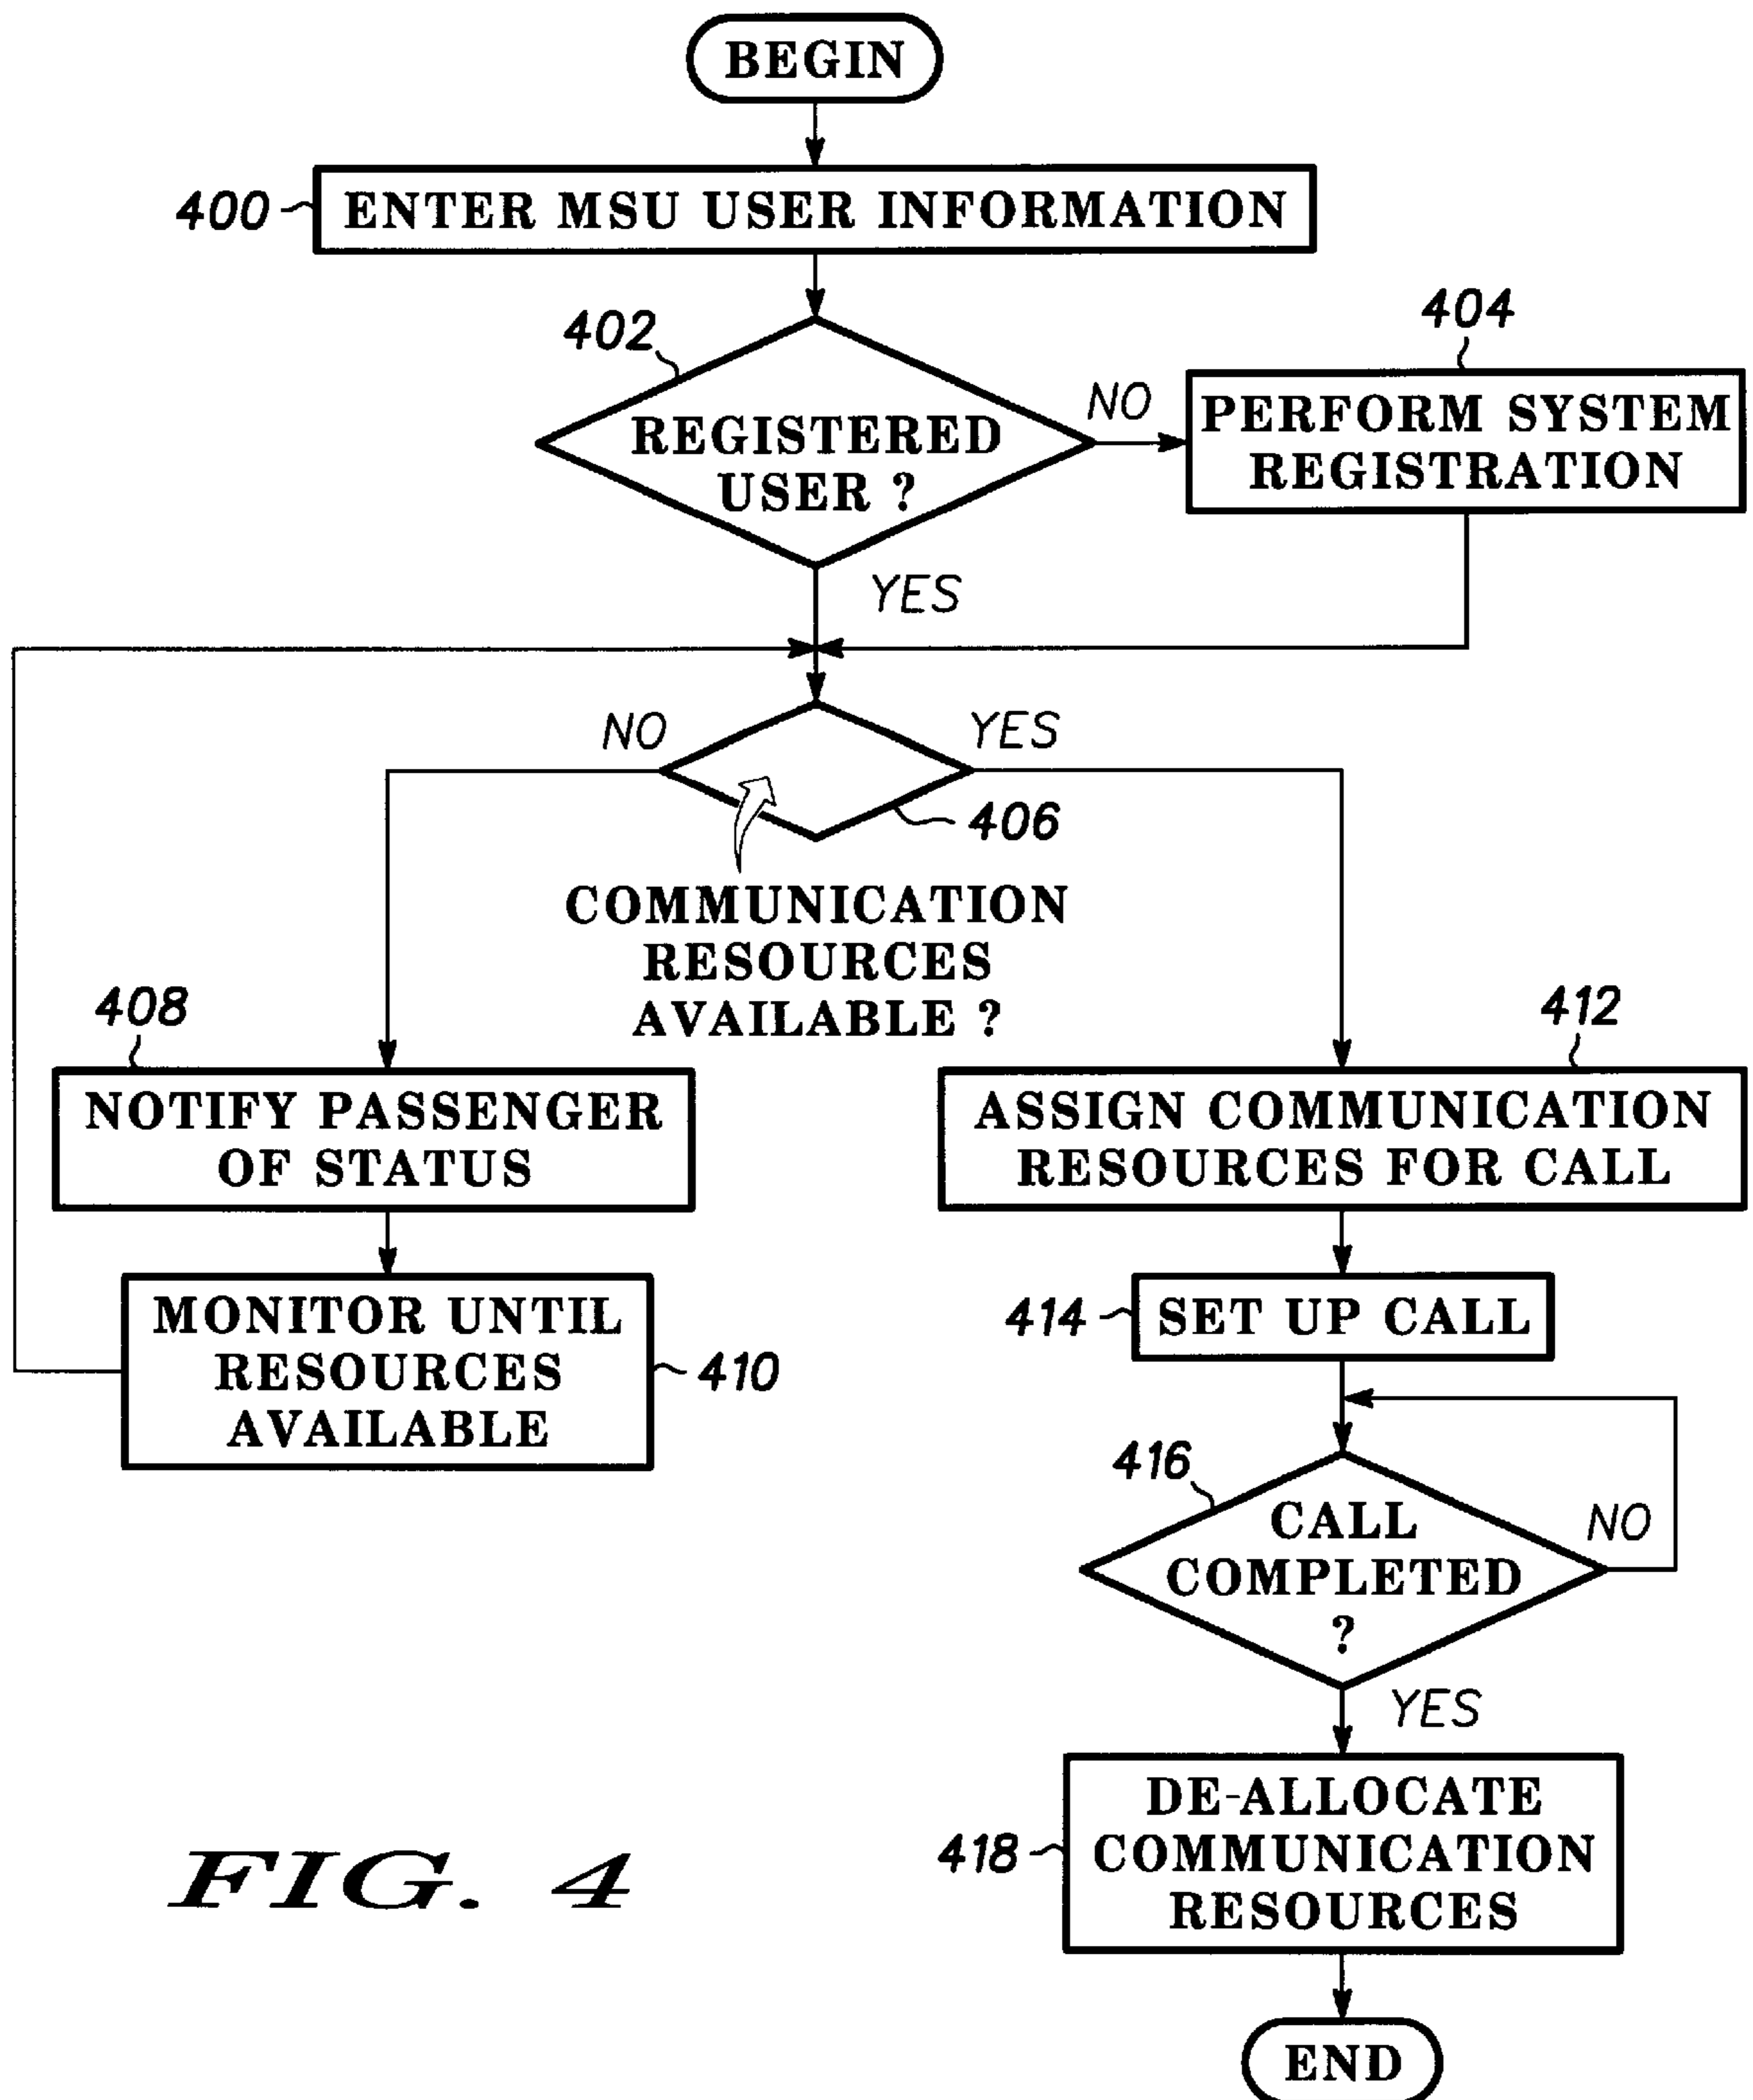 BEGIN
400
ENTER MSU USER INFORMATION
402
404
REGISTERED
USER ?
NO
PERFORM SYSTEM
REGISTRATION
YES
NO
YES
406
COMMUNICATION
RESOURCES
AVAILABLE ?
408
NOTIFY PASSENGER
OF STATUS
412
ASSIGN COMMUNICATION
RESOURCES FOR CALL
MONITOR UNTIL
RESOURCES
AVAILABLE
410
414
SET UP CALL
416
CALL
COMPLETED
?
NO
YES
418
DE-ALLOCATE
COMMUNICATION
RESOURCES
END
FIG. 4